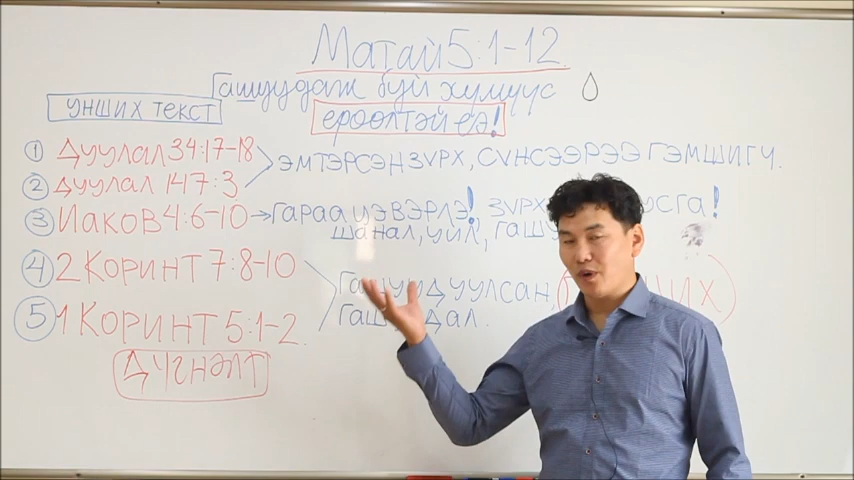 Матай 5:1-12.
Гашуудаж буй хүмүүс
ерөөлтэй еэ!
УНШИХ ТЕКСТ
① Дуулал 34:17-18
② Дуулал 147:3
ЭМТЭРСЭН ЗҮРХ, СҮНСЭЭРЭЭ ГЭМШИГЧ.
③ Иаков 4:6-10 → ГАРАА ЦЭВЭРЛЭ!
ШАНАЛ, УЙЛ,
④ 2 Коринт 7:8-10
⑤ 1 Коринт 5:1-2.
Гашуудуулсан,
ДҮГНЭЛТ